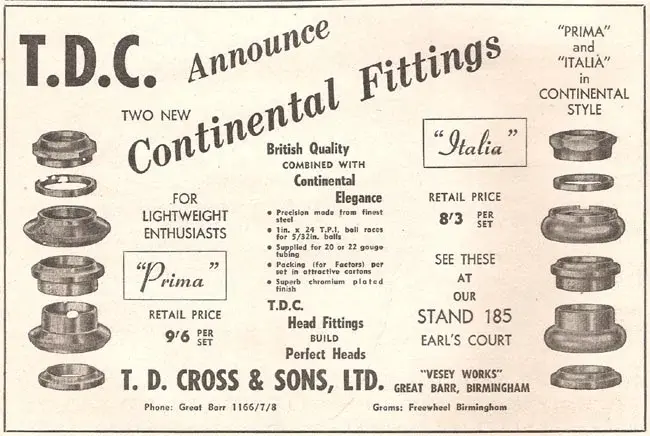 T.D.C. Announce
TWO NEW
Continental Fittings
"PRIMA"
and
"ITALIÀ"
in
CONTINENTAL
STYLE
FOR
LIGHTWEIGHT
ENTHUSIASTS
"Prima"
RETAIL PRICE
9'6 PER SET
British Quality
COMBINED WITH
Continental
Elegance
• Precision made from finest
steel
• 1in. x 24 T.P.I. ball races
for 5/32in. balls
• Supplied for 20 or 22 gauge
tubing
• Packing (for Factors) per
set in attractive cartons
• Superb chromium plated
finish
T.D.C.
Head Fittings
BUILD
Perfect Heads
"Italia"
RETAIL PRICE
8'3 PER SET
SEE THESE
AT
OUR
STAND 185
EARL'S COURT
T. D. CROSS & SONS, LTD.
"VESEY WORKS"
GREAT BARR, BIRMINGHAM
Phone: Great Barr 1166/7/8
Grams: Freewheel Birmingham